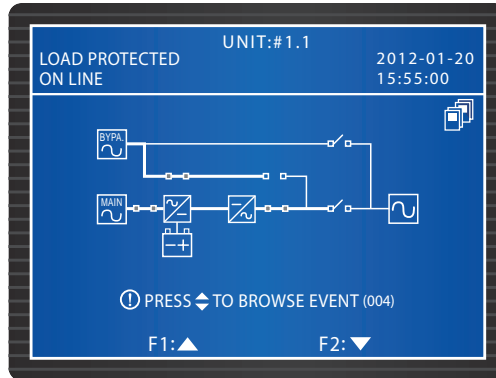 UNIT:#1.1
LOAD PROTECTED
ON LINE
2012-01-20
15:55:00
BYPA.
MAIN
PRESS TO BROWSE EVENT (004)
F1:
F2: